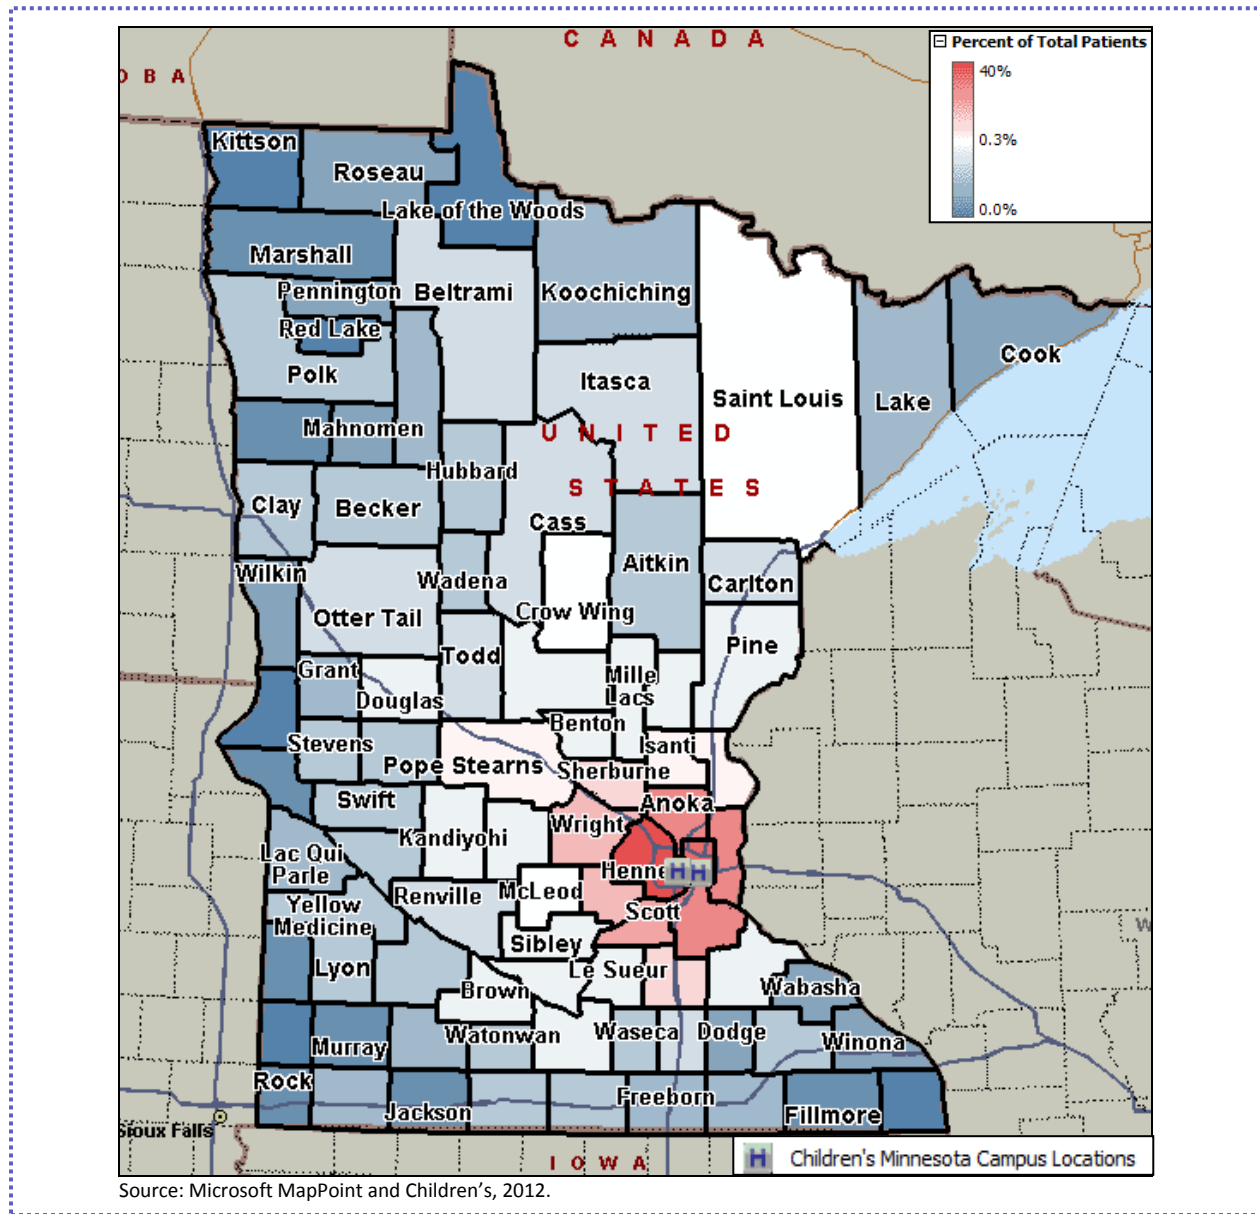 C A N A D A
O B A
Percent of Total Patients
40%
0.3%
0.0%
Kittson
Roseau
Lake of the Woods
Marshall
Pennington
Beltrami
Koochiching
Red Lake
Cook
Polk
Itasca
Saint Louis
Lake
Mahnomen
U N I T E D
Hubbard
S T A T E S
Clay
Becker
Cass
Aitkin
Wilkin
Wadena
Carlton
Otter Tail
Crow Wing
Pine
Todd
Grant
Mille
Lacs
Douglas
Benton
Stevens
Isanti
Pope
Stearns
Sherburne
Swift
Anoka
Wright
Kandiyohi
Lac Qui
Parle
Henne
H H
Renville
McLeod
Yellow
Medicine
Scott
W
Sibley
Lyon
Le Sueur
Brown
Wabasha
Watonwan
Waseca
Dodge
Winona
Murray
Rock
Freeborn
Jackson
Fillmore
Sioux Falls
I O W A
H Children's Minnesota Campus Locations
Source: Microsoft MapPoint and Children’s, 2012.